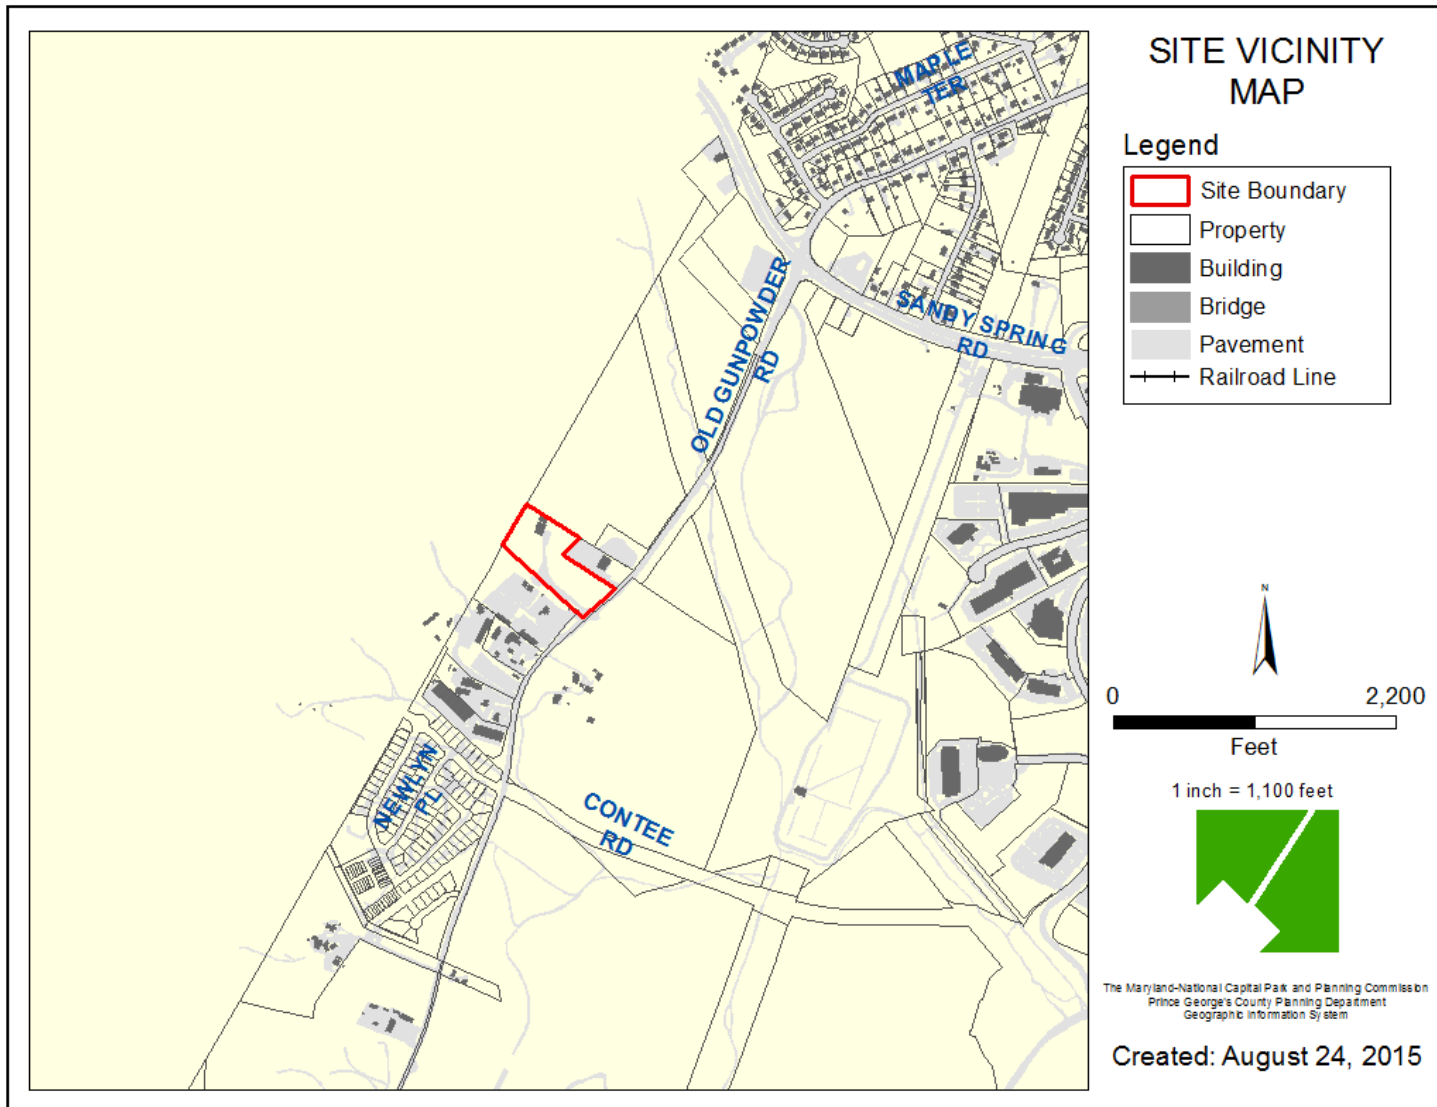 SITE VICINITY
MAP
Legend
Site Boundary
Property
Building
Bridge
Pavement
Railroad Line
MAPLE
TER
OLD GUNPOWDER
RD
SANDY SPRING
RD
NEWLYN
PL
CONTEE
RD
N
0 2,200
Feet
1 inch = 1,100 feet
The Maryland-National Capital Park and Planning Commission
Prince George's County Planning Department
Geographic Information System
Created: August 24, 2015